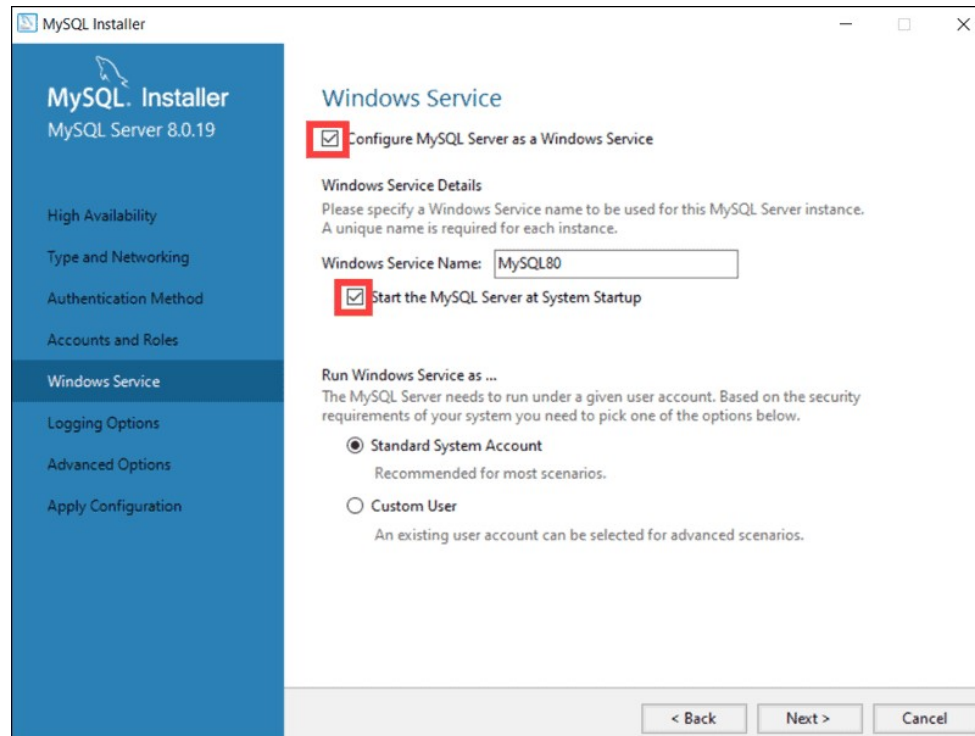 MySQL Installer
MySQL. Installer
MySQL Server 8.0.19
High Availability
Type and Networking
Authentication Method
Accounts and Roles
Windows Service
Logging Options
Advanced Options
Apply Configuration
Windows Service
Configure MySQL Server as a Windows Service
Windows Service Details
Please specify a Windows Service name to be used for this MySQL Server instance.
A unique name is required for each instance.
Windows Service Name: MySQL80
Start the MySQL Server at System Startup
Run Windows Service as ...
The MySQL Server needs to run under a given user account. Based on the security
requirements of your system you need to pick one of the options below.
Standard System Account
Recommended for most scenarios.
Custom User
An existing user account can be selected for advanced scenarios.
< Back Next > Cancel